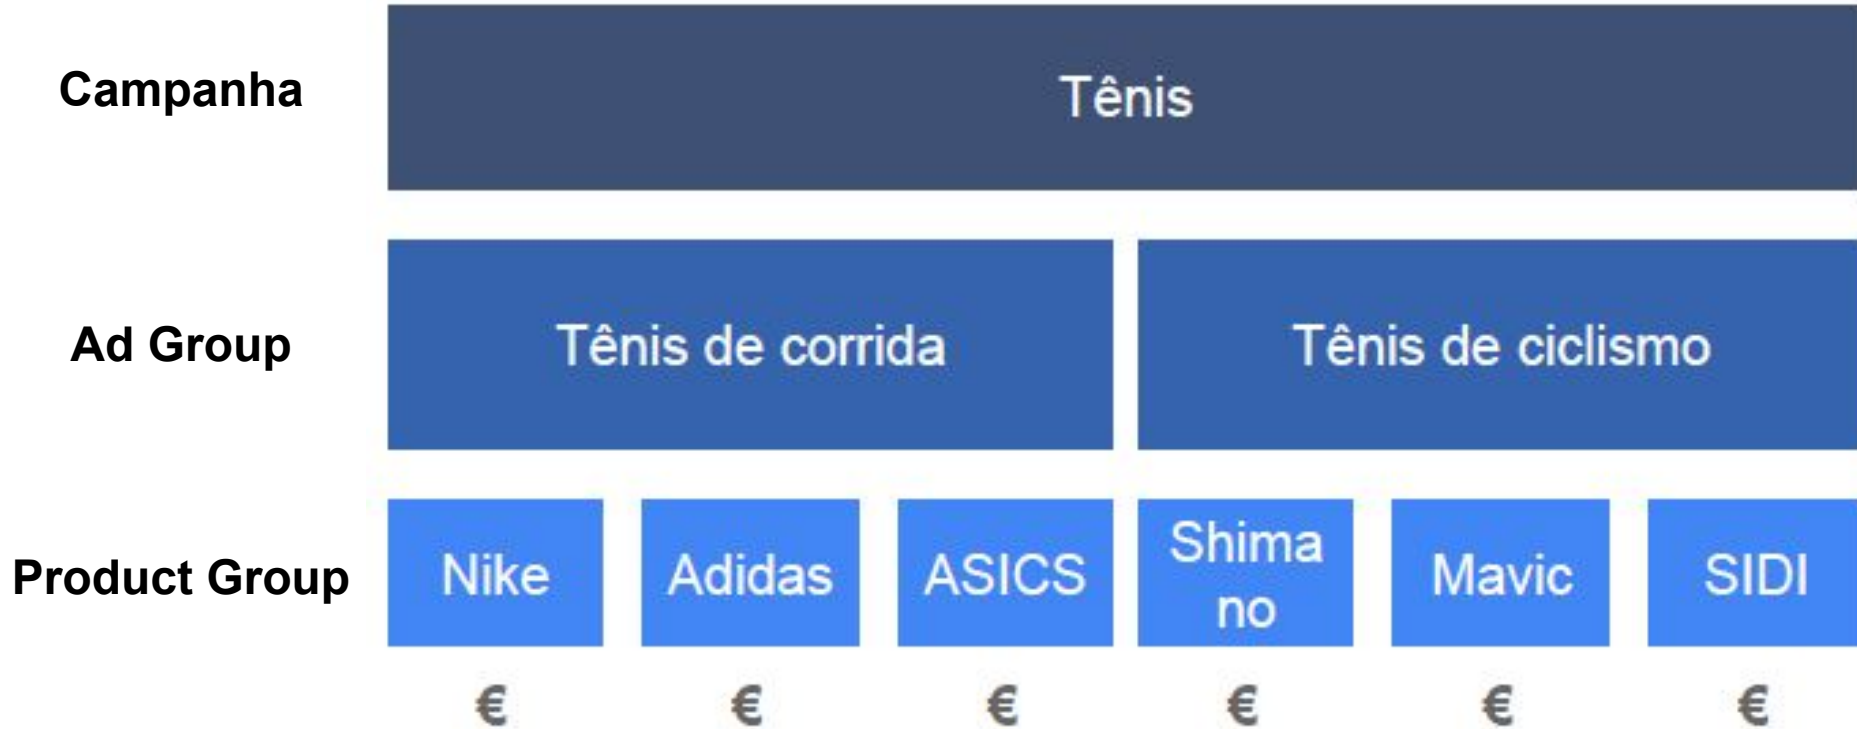 Campanha
Tênis
Ad Group
Tênis de corrida
Tênis de ciclismo
Product Group
Nike
Adidas
ASICS
Shima
no
Mavic
SIDI
€
€
€
€
€
€